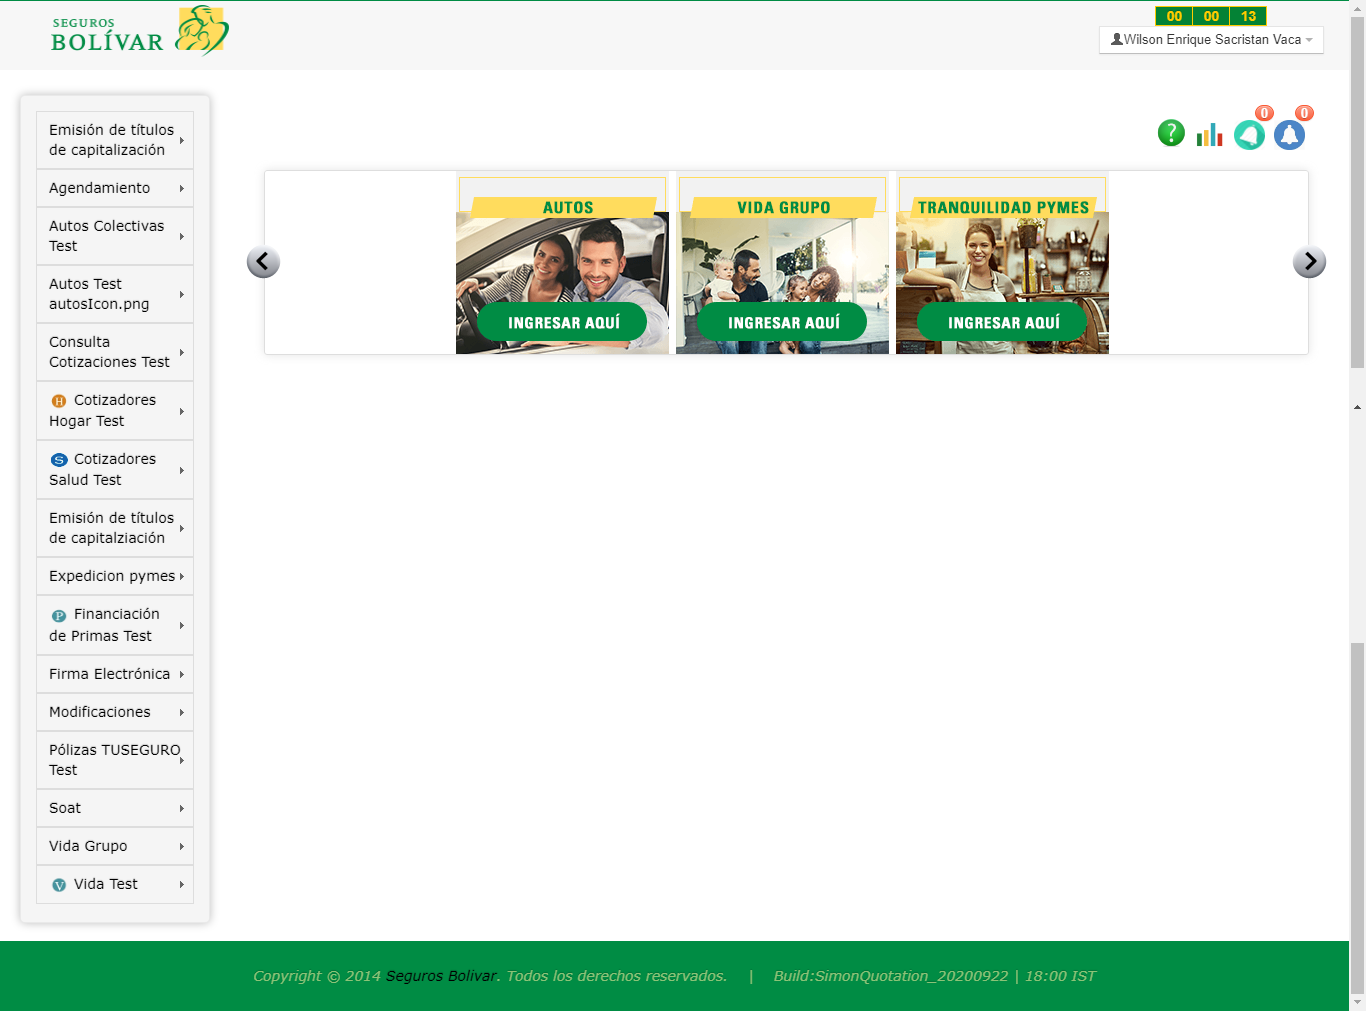 SEGUROS
BOLÍVAR
00 00 13
Wilson Enrique Sacristan Vaca
0 0
Emisión de títulos
de capitalización
Agendamiento
Autos Colectivas
Test
Autos Test
autosIcon.png
Consulta
Cotizaciones Test
H Cotizadores
Hogar Test
S Cotizadores
Salud Test
Emisión de títulos
de capitalziación
Expedicion pymes
P Financiación
de Primas Test
Firma Electrónica
Modificaciones
Pólizas TUSEGURO
Test
Soat
Vida Grupo
V Vida Test
AUTOS
INGRESAR AQUÍ
VIDA GRUPO
INGRESAR AQUÍ
TRANQUILIDAD PYMES
INGRESAR AQUÍ
Copyright © 2014 Seguros Bolivar. Todos los derechos reservados. | Build:SimonQuotation_20200922 | 18:00 IST